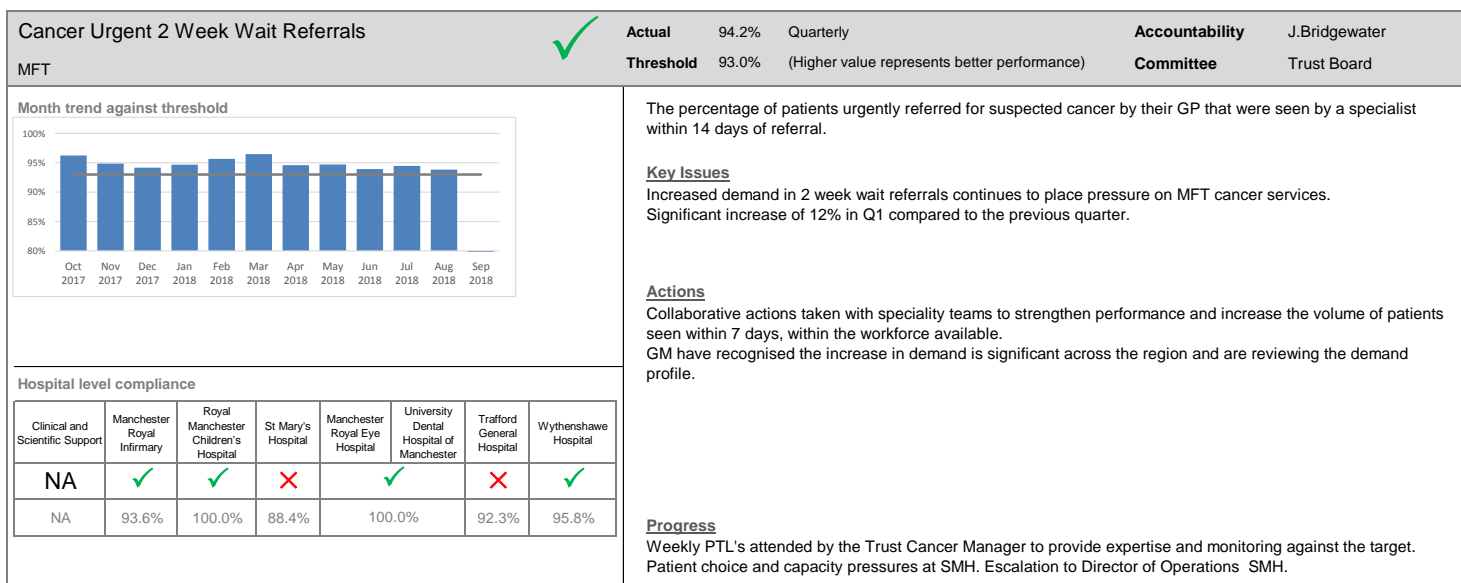 Cancer Urgent 2 Week Wait Referrals
MFT
Actual 94.2% Quarterly
Threshold 93.0% (Higher value represents better performance)
Accountability J.Bridgewater
Committee Trust Board
Month trend against threshold
100%
95%
90%
85%
80%
Oct Nov Dec Jan Feb Mar Apr May Jun Jul Aug Sep
2017 2017 2017 2018 2018 2018 2018 2018 2018 2018 2018 2018
Hospital level compliance
Clinical and
Scientific Support
Manchester
Royal
Infirmary
Royal
Manchester
Children's
Hospital
St Mary's
Hospital
Manchester
Royal Eye
Hospital
University
Dental
Hospital of
Manchester
Trafford
General
Hospital
Wythenshawe
Hospital
NA ✓ ✓ ✕ ✓ ✕ ✓
NA 93.6% 100.0% 88.4% 100.0% 92.3% 95.8%
The percentage of patients urgently referred for suspected cancer by their GP that were seen by a specialist
within 14 days of referral.
Key Issues
Increased demand in 2 week wait referrals continues to place pressure on MFT cancer services.
Significant increase of 12% in Q1 compared to the previous quarter.
Actions
Collaborative actions taken with speciality teams to strengthen performance and increase the volume of patients
seen within 7 days, within the workforce available.
GM have recognised the increase in demand is significant across the region and are reviewing the demand
profile.
Progress
Weekly PTL's attended by the Trust Cancer Manager to provide expertise and monitoring against the target.
Patient choice and capacity pressures at SMH. Escalation to Director of Operations SMH.